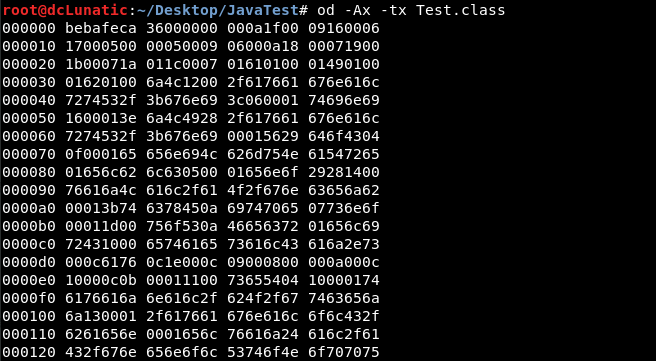 root@dcLunatic:~/Desktop/JavaTest# od -Ax -tx Test.class
000000 bebafeca 36000000 000a1f00 09160006
000010 17000500 00050009 06000a18 00071900
000020 1b00071a 011c0007 01610100 01490100
000030 01620100 6a4c1200 2f617661 676e616c
000040 7274532f 3b676e69 3c060001 74696e69
000050 1600013e 6a4c4928 2f617661 676e616c
000060 7274532f 3b676e69 00015629 646f4304
000070 0f000165 656e694c 626d754e 61547265
000080 01656c62 6c630500 01656e6f 29281400
000090 76616a4c 616c2f61 4f2f676e 63656a62
0000a0 00013b74 6378450a 69747065 07736e6f
0000b0 00011d00 756f530a 46656372 01656c69
0000c0 72431000 65746165 73616c43 616a2e73
0000d0 000c6176 0c1e000c 09000800 000a000c
0000e0 10000c0b 00011100 73655404 10000174
0000f0 6176616a 6e616c2f 624f2f67 7463656a
000100 6a130001 2f617661 676e616c 6f6c432f
000110 6261656e 0001656c 76616a24 616c2f61
000120 432f676e 656e6f6c 53746f4e 6f707075